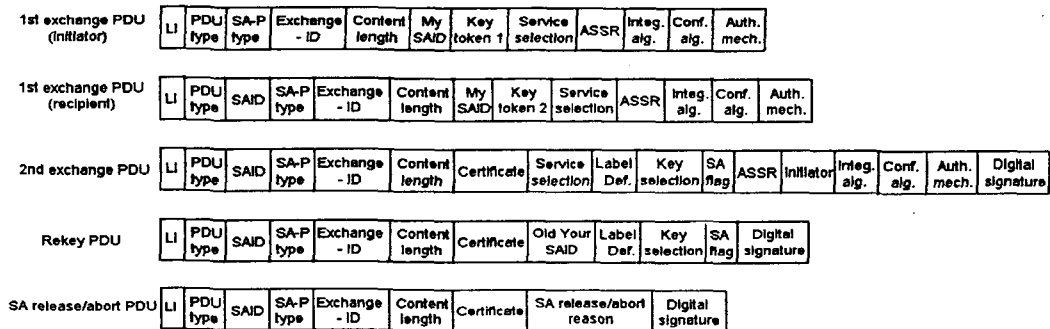 1st exchange PDU (initiator) LI PDU type SA-P type Exchange - ID Content length My SAID Key token 1 Service selection ASSR Integ. alg. Conf. alg. Auth. mech.
1st exchange PDU (recipient) LI PDU type SAID SA-P type Exchange - ID Content length My SAID Key token 2 Service selection ASSR Integ. alg. Conf. alg. Auth. mech.
2nd exchange PDU LI PDU type SAID SA-P type Exchange - ID Content length Certificate Service selection Label Def. Key selection SA flag ASSR Initiator Integ. alg. Conf. alg. Auth. mech. Digital signature
Rekey PDU LI PDU type SAID SA-P type Exchange - ID Content length Certificate Old Your SAID Label Def. Key selection SA flag Digital signature
SA release/abort PDU LI PDU type SAID SA-P type Exchange - ID Content length Certificate SA release/abort reason Digital signature